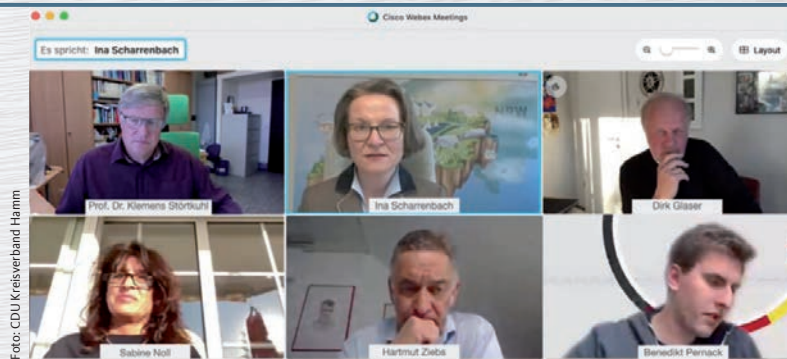 Cisco Webex Meetings
Es spricht: Ina Scharrenbach
Layout
NRW
Prof. Dr. Klemens Störtkuhl
Ina Scharrenbach
Dirk Glaser
Sabine Noll
Hartmut Ziebs
Benedikt Pernack
Foto: CDU Kreisverband Hamm